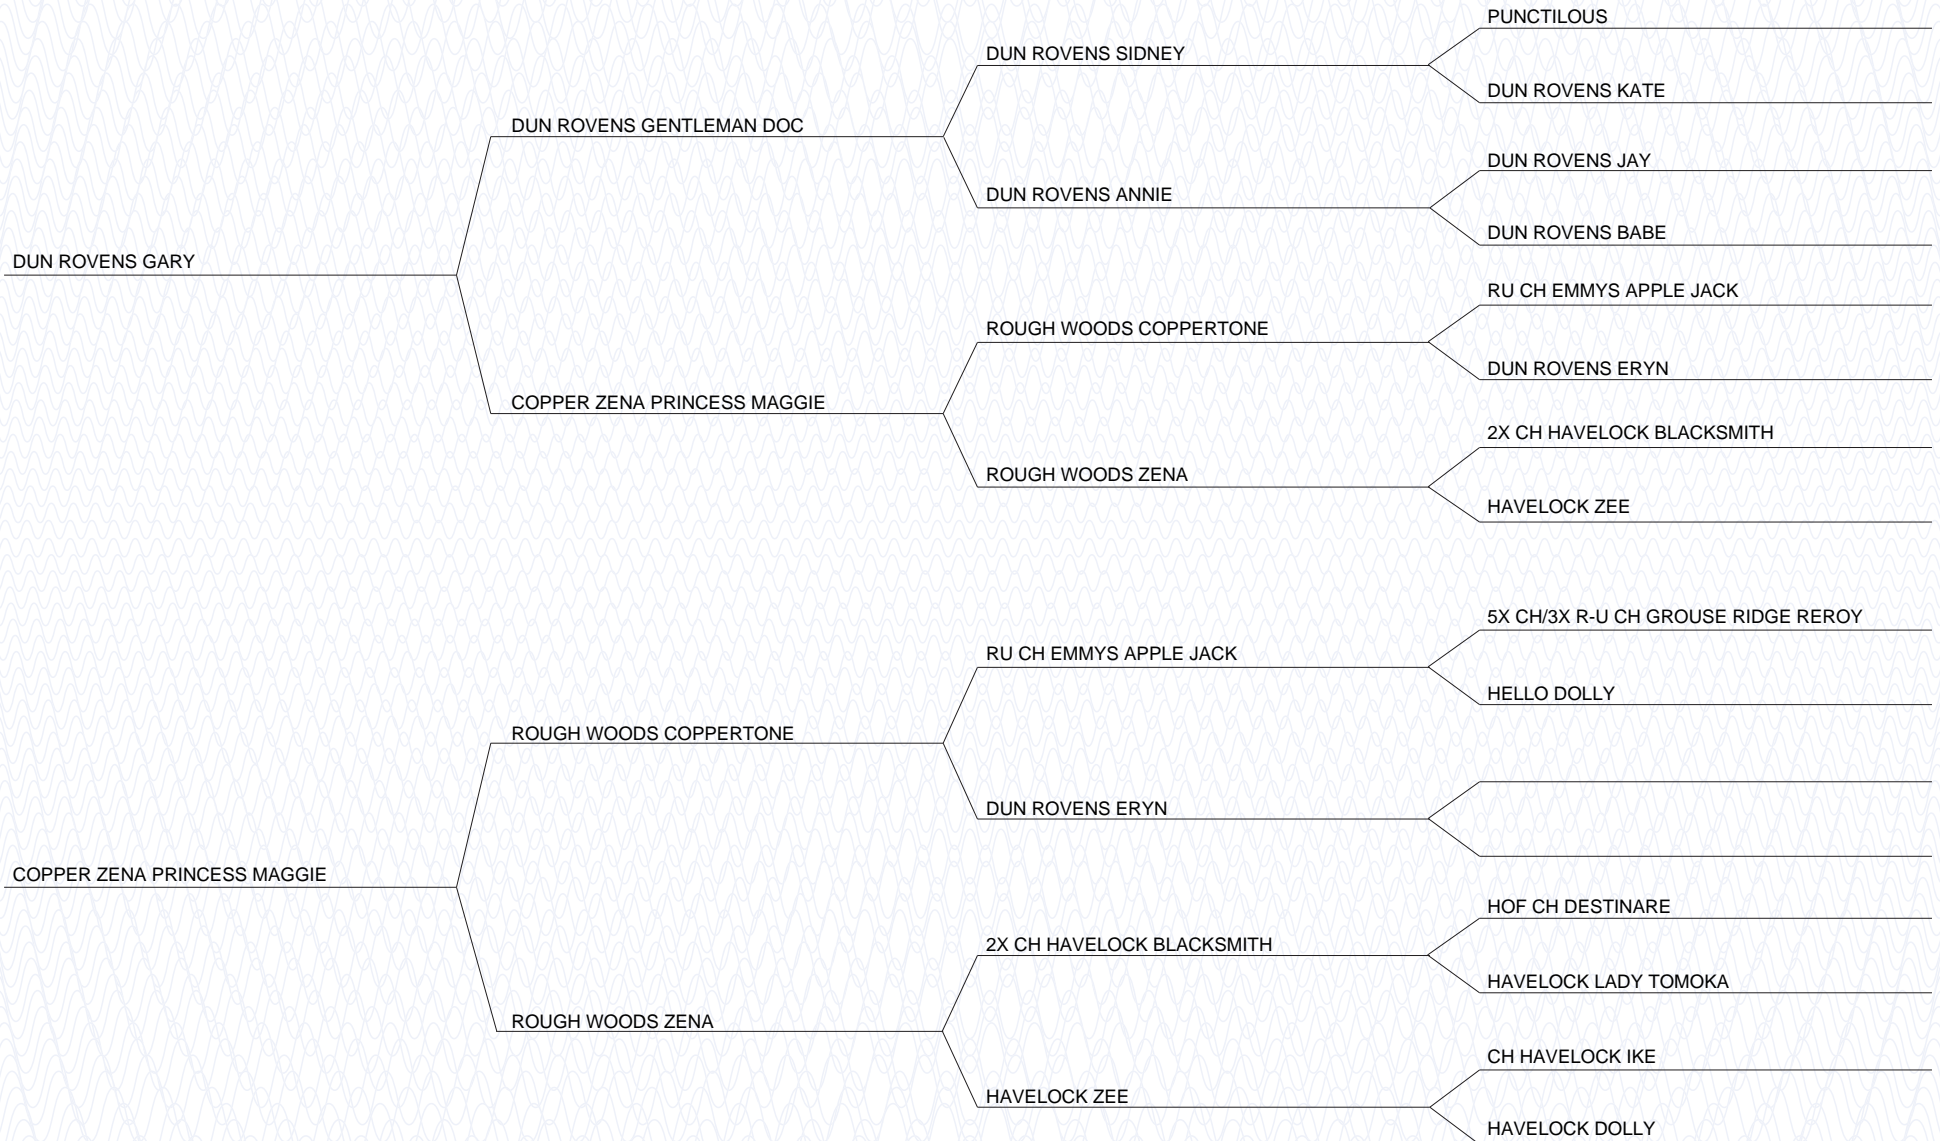 PUNCTILOUS
DUN ROVENS SIDNEY
DUN ROVENS KATE
DUN ROVENS GENTLEMAN DOC
DUN ROVENS JAY
DUN ROVENS ANNIE
DUN ROVENS BABE
DUN ROVENS GARY
RU CH EMMYS APPLE JACK
ROUGH WOODS COPPERTONE
DUN ROVENS ERYN
COPPER ZENA PRINCESS MAGGIE
2X CH HAVELOCK BLACKSMITH
ROUGH WOODS ZENA
HAVELOCK ZEE
5X CH/3X R-U CH GROUSE RIDGE REROY
RU CH EMMYS APPLE JACK
HELLO DOLLY
ROUGH WOODS COPPERTONE
DUN ROVENS ERYN
COPPER ZENA PRINCESS MAGGIE
HOF CH DESTINARE
2X CH HAVELOCK BLACKSMITH
HAVELOCK LADY TOMOKA
ROUGH WOODS ZENA
CH HAVELOCK IKE
HAVELOCK ZEE
HAVELOCK DOLLY